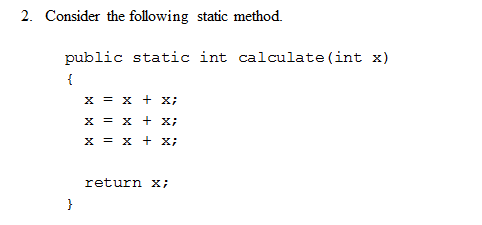 2. Consider the following static method.
public static int calculate(int x)
{
x = x + x;
x = x + x;
x = x + x;
return x;
}